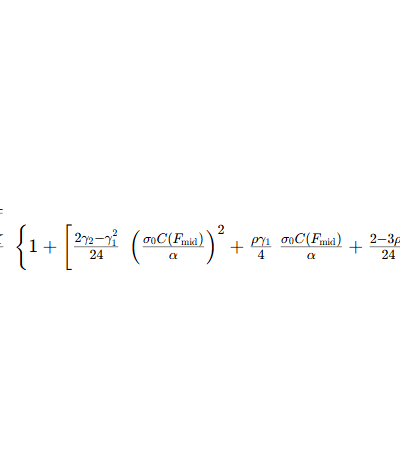 {1 + [ (2γ₂−γ₁²)/24 (σ₀C(F_mid)/α)² + ργ₁/4 σ₀C(F_mid)/α + 2−3ρ/24